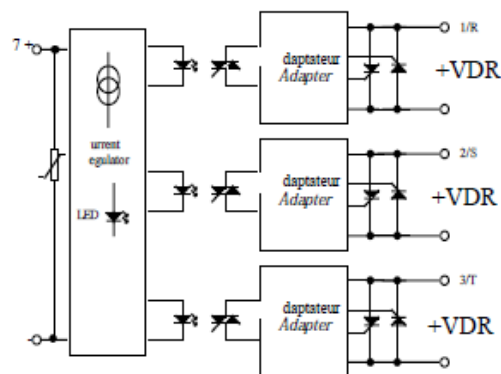 7 +
urrent
egulator
LED
-
daptateur
Adapter
1/R
+VDR
daptateur
Adapter
2/S
+VDR
daptateur
Adapter
3/T
+VDR